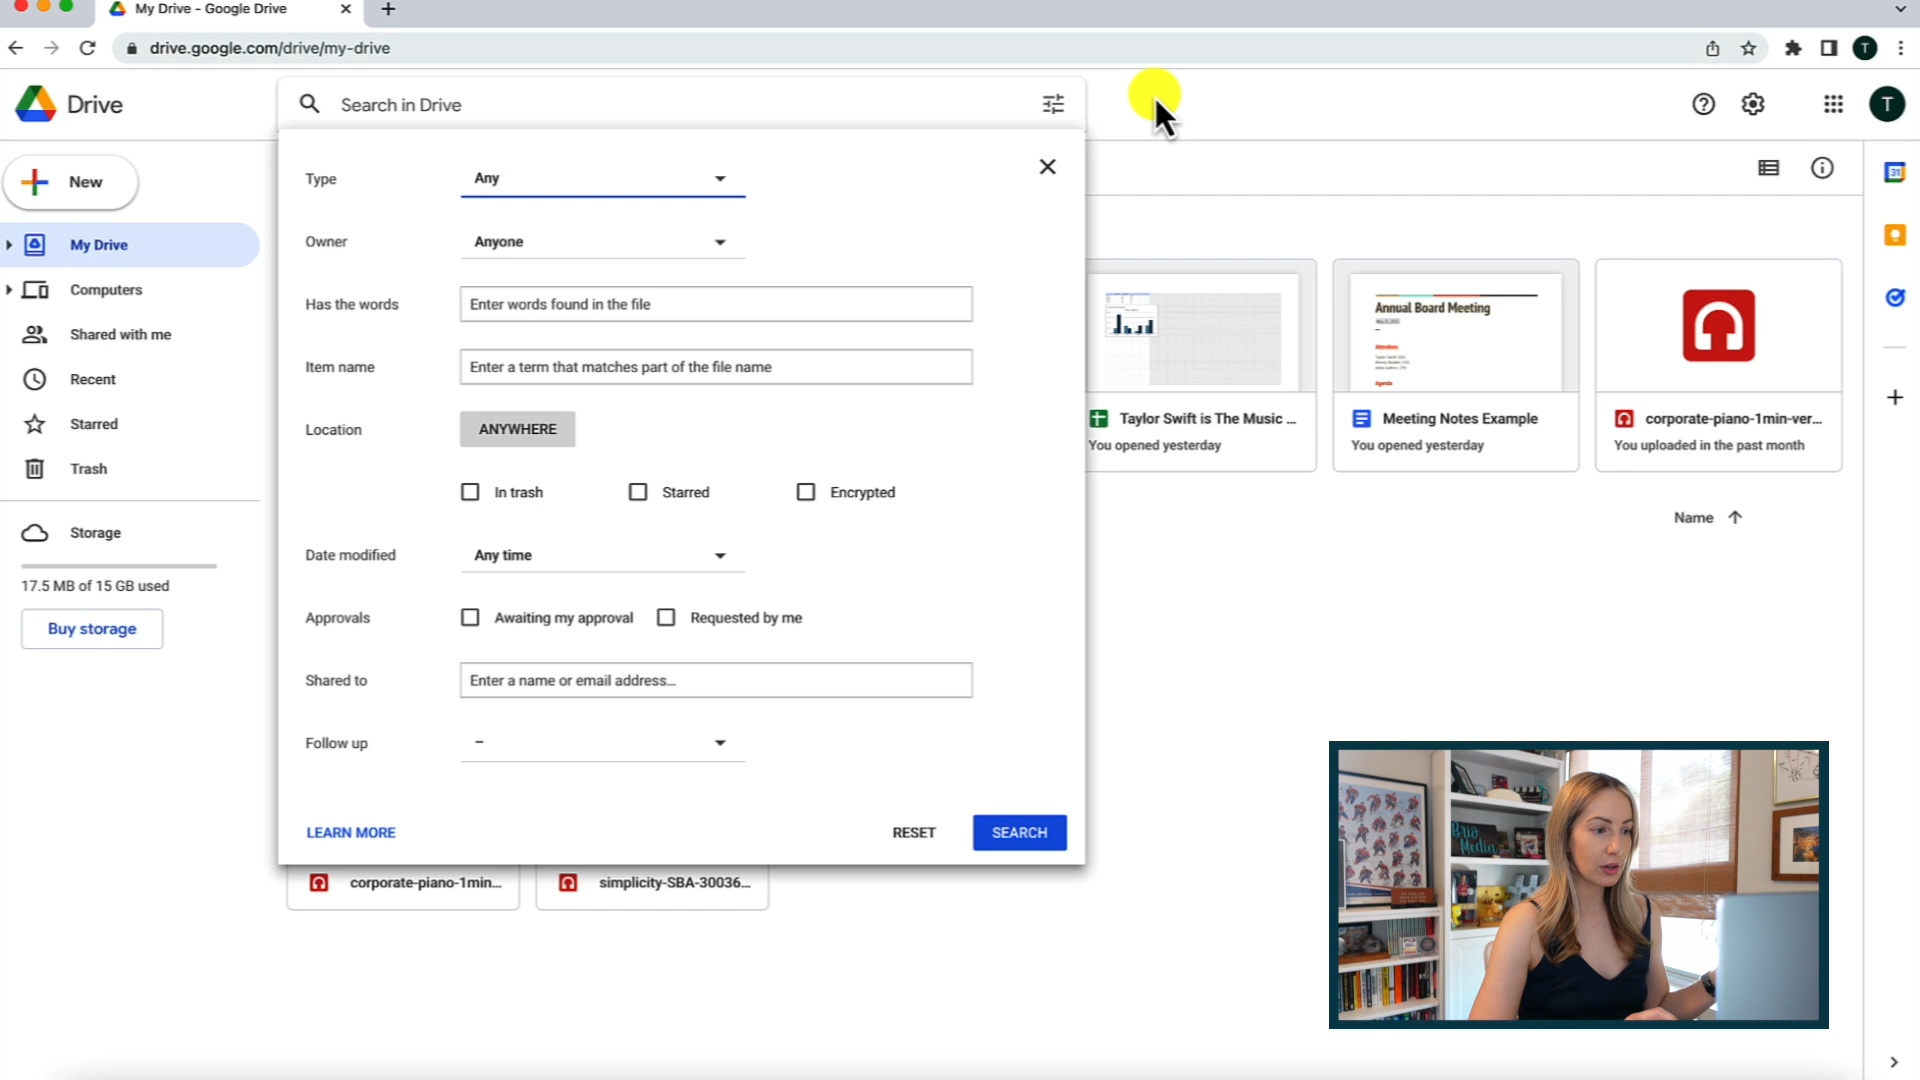 My Drive - Google Drive
drive.google.com/drive/my-drive
T
Drive
Search in Drive
T
New
My Drive
Computers
Shared with me
Recent
Starred
Trash
Storage
17.5 MB of 15 GB used
Buy storage
Type
Any
Owner
Anyone
Has the words
Enter words found in the file
Item name
Enter a term that matches part of the file name
Location
ANYWHERE
In trash
Starred
Encrypted
Date modified
Any time
Approvals
Awaiting my approval
Requested by me
Shared to
Enter a name or email address...
Follow up
–
LEARN MORE
RESET
SEARCH
Taylor Swift is The Music ...
You opened yesterday
Annual Board Meeting
Attendees
Agenda
Meeting Notes Example
You opened yesterday
corporate-piano-1min-ver...
You uploaded in the past month
Name
31
corporate-piano-1min...
simplicity-SBA-30036...
Brio
Media